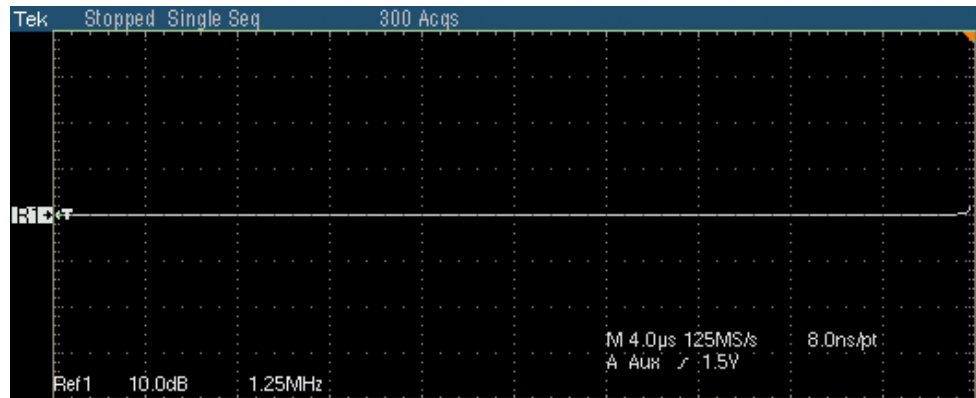 Tek Stopped Single Seq 300 Acqs
R1
T
M 4.0µs 125MS/s 8.0ns/pt
A Aux ⁄ 1.5V
Ref1 10.0dB 1.25MHz